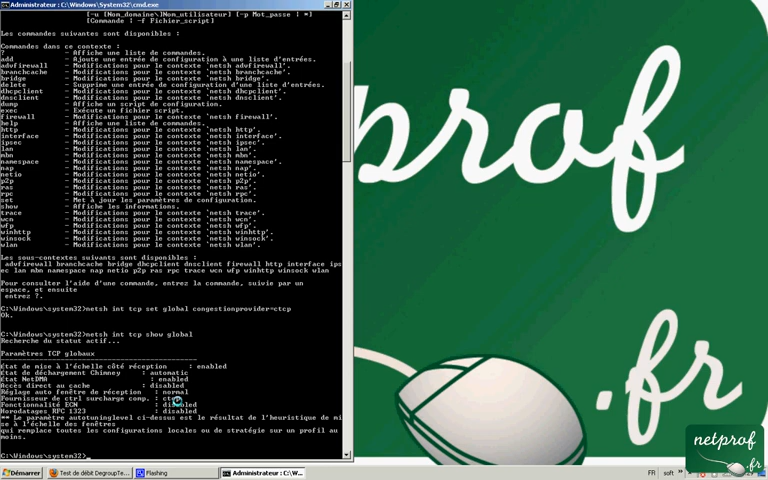 Administrateur : C:\Windows\System32\cmd.exe
[-u [Nom_domaine\]Nom_utilisateur] [-p Mot_passe | *]
[Commande | -f Fichier_script]
Les commandes suivantes sont disponibles :
Commandes dans ce contexte :
? - Affiche une liste de commandes.
add - Ajoute une entrée de configuration à une liste d'entrées.
advfirewall - Modifications pour le contexte `netsh advfirewall'.
branchcache - Modifications pour le contexte `netsh branchcache'.
bridge - Modifications pour le contexte `netsh bridge'.
delete - Supprime une entrée de configuration d'une liste d'entrées.
dhcpclient - Modifications pour le contexte `netsh dhcpclient'.
dnsclient - Modifications pour le contexte `netsh dnsclient'.
dump - Affiche un script de configuration.
exec - Exécute un fichier script.
firewall - Modifications pour le contexte `netsh firewall'.
help - Affiche une liste de commandes.
http - Modifications pour le contexte `netsh http'.
interface - Modifications pour le contexte `netsh interface'.
ipsec - Modifications pour le contexte `netsh ipsec'.
lan - Modifications pour le contexte `netsh lan'.
mbn - Modifications pour le contexte `netsh mbn'.
namespace - Modifications pour le contexte `netsh namespace'.
nap - Modifications pour le contexte `netsh nap'.
netio - Modifications pour le contexte `netsh netio'.
p2p - Modifications pour le contexte `netsh p2p'.
ras - Modifications pour le contexte `netsh ras'.
rpc - Modifications pour le contexte `netsh rpc'.
set - Met à jour les paramètres de configuration.
show - Affiche les informations.
trace - Modifications pour le contexte `netsh trace'.
wcn - Modifications pour le contexte `netsh wcn'.
wfp - Modifications pour le contexte `netsh wfp'.
winhttp - Modifications pour le contexte `netsh winhttp'.
winsock - Modifications pour le contexte `netsh winsock'.
wlan - Modifications pour le contexte `netsh wlan'.
Les sous-contextes suivants sont disponibles :
advfirewall branchcache bridge dhcpclient dnsclient firewall http interface ips
ec lan mbn namespace nap netio p2p ras rpc trace wcn wfp winhttp winsock wlan
Pour consulter l'aide d'une commande, entrez la commande, suivie par un
espace, et ensuite
entrez ?.
C:\Windows\system32>netsh int tcp set global congestionprovider=ctcp
Ok.
C:\Windows\system32>netsh int tcp show global
Recherche du statut actif...
Paramètres TCP globaux
----------------------------------------------
État de mise à l'échelle côté réception : enabled
État de déchargement Chimney : automatic
État NetDMA : enabled
Accès direct au cache : disabled
Réglage auto fenêtre de réception : normal
Fournisseur de ctrl surcharge comp. : ctcp
Fonctionnalité ECN : disabled
Horodatages RFC 1323 : disabled
** Le paramètre autotuninglevel ci-dessus est le résultat de l'heuristique de mi
se à l'échelle des fenêtres
qui remplace toutes les configurations locales ou de stratégie sur un profil au
moins.
C:\Windows\system32>_
prof
.fr
netprof
.fr
Démarrer
Test de débit DegroupTe...
Flashing
Administrateur : C:\W...
FR
soft »